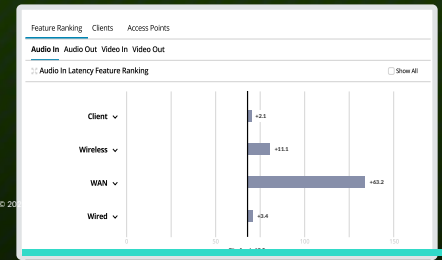 Feature Ranking Clients Access Points
Audio In Audio Out Video In Video Out
Audio In Latency Feature Ranking Show All
Client +2.1
Wireless +11.1
WAN +63.2
Wired +3.4
0 50 100 150
© 20